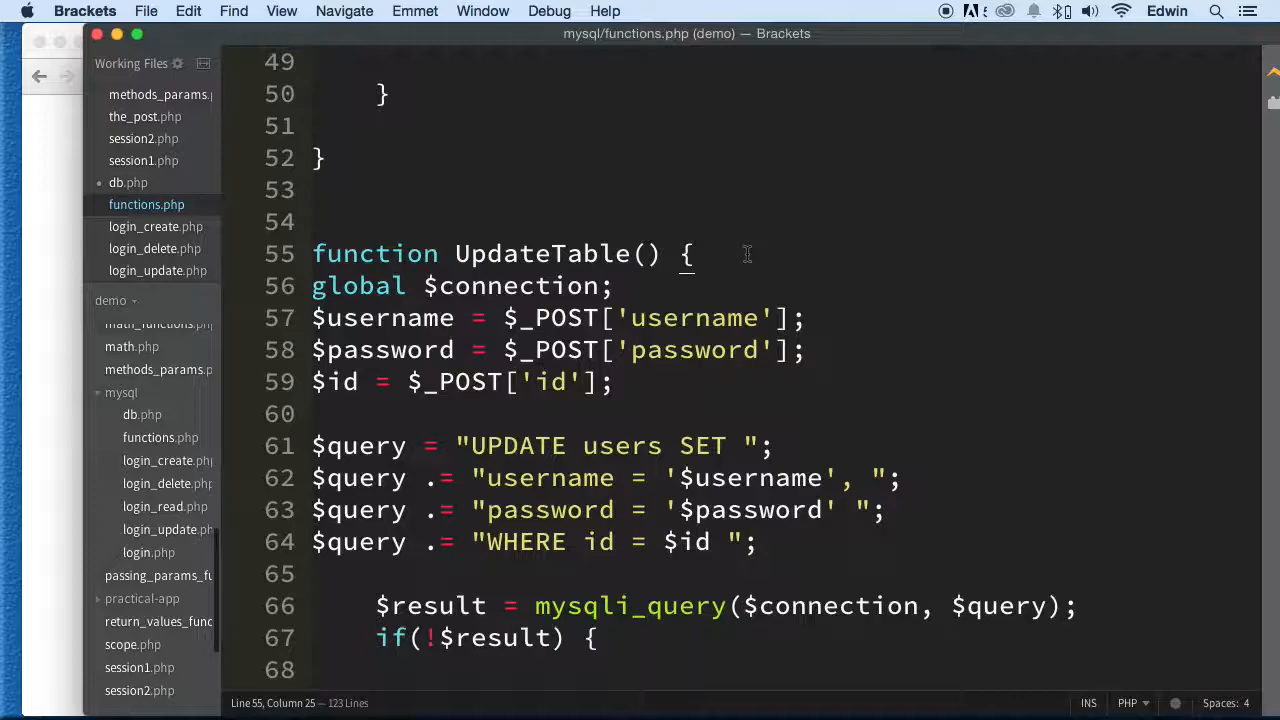 Brackets File Edit Find View Navigate Emmet Window Debug Help Edwin
mysql/functions.php (demo) — Brackets
Working Files
methods_params.p
the_post.php
session2.php
session1.php
db.php
functions.php
login_create.php
login_delete.php
login_update.php
demo
math_functions.php
math.php
methods_params.p
mysql
db.php
functions.php
login_create.php
login_delete.php
login_read.php
login_update.php
login.php
passing_params_fu
practical-app
return_values_func
scope.php
session1.php
session2.php
49
50 }
51
52 }
53
54
55 function UpdateTable() {
56 global $connection;
57 $username = $_POST['username'];
58 $password = $_POST['password'];
59 $id = $_POST['id'];
60
61 $query = "UPDATE users SET ";
62 $query .= "username = '$username', ";
63 $query .= "password = '$password' ";
64 $query .= "WHERE id = $id ";
65
66 $result = mysqli_query($connection, $query);
67 if(!$result) {
68
Line 55, Column 25 — 123 Lines INS PHP Spaces: 4